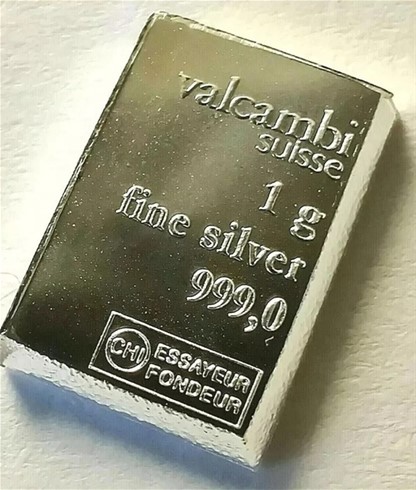 valcambi
suisse
1 g
fine silver
999,0
CHI ESSAYEUR
FONDEUR